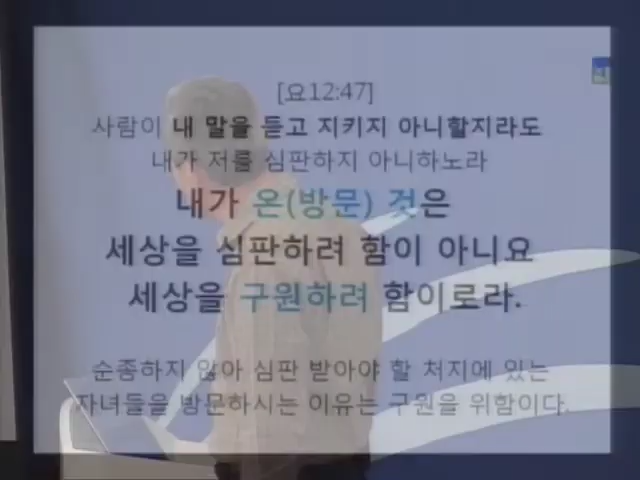 [요12:47]
사람이 내 말을 듣고 지키지 아니할지라도
내가 저를 심판하지 아니하노라
내가 온(방문) 것은
세상을 심판하려 함이 아니요
세상을 구원하려 함이로라.
순종하지 않아 심판 받아야 할 처지에 있는
자녀들을 방문하시는 이유는 구원을 위함이다.